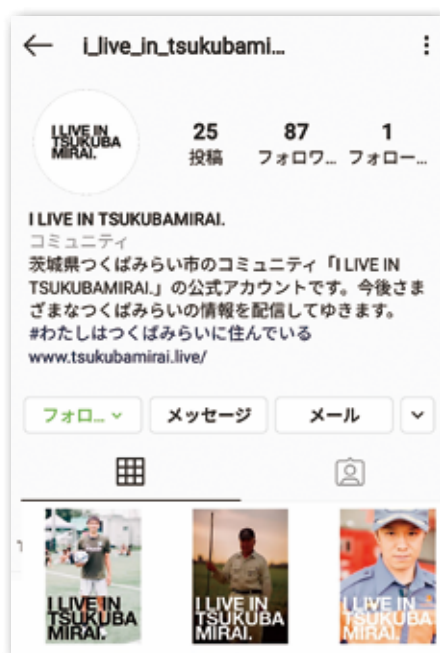 i_live_in_tsukubami...
I LIVE IN
TSUKUBA
MIRAI.
25
投稿
87
フォロワ...
1
フォロー...
I LIVE IN TSUKUBAMIRAI.
コミュニティ
茨城県つくばみらい市のコミュニティ「I LIVE IN
TSUKUBAMIRAI.」の公式アカウントです。今後さま
ざまなつくばみらいの情報を配信してゆきます。
#わたしはつくばみらいに住んでいる
www.tsukubamirai.live/
フォロ...
メッセージ
メール
I LIVE IN
TSUKUBA
MIRAI.
I LIVE IN
TSUKUBA
MIRAI.
I LIVE IN
TSUKUBA
MIRAI.